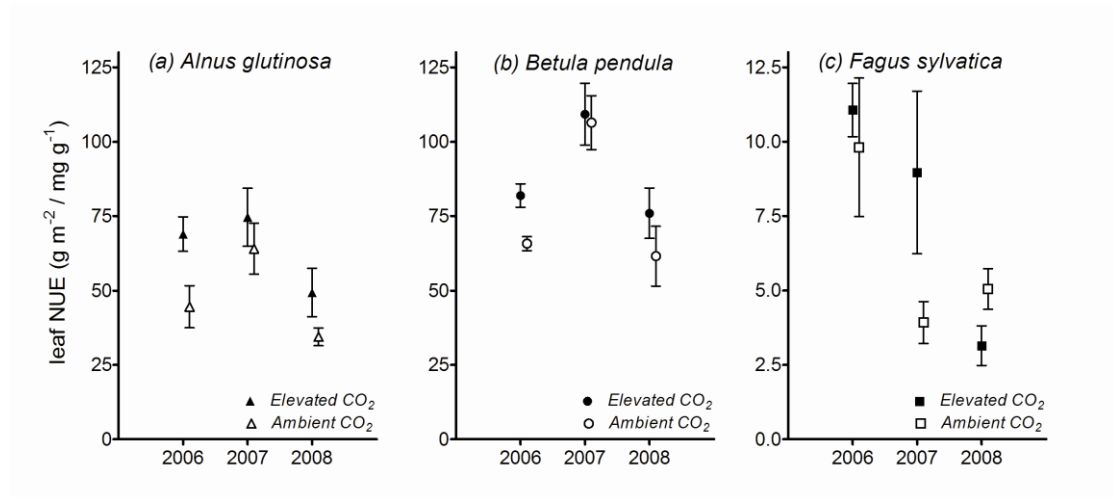 leaf NUE (g m⁻² / mg g⁻¹)
(a) Alnus glutinosa
125
100
75
50
25
0
2006 2007 2008
Elevated CO₂
Ambient CO₂
(b) Betula pendula
125
100
75
50
25
0
2006 2007 2008
Elevated CO₂
Ambient CO₂
(c) Fagus sylvatica
12.5
10.0
7.5
5.0
2.5
0.0
2006 2007 2008
Elevated CO₂
Ambient CO₂